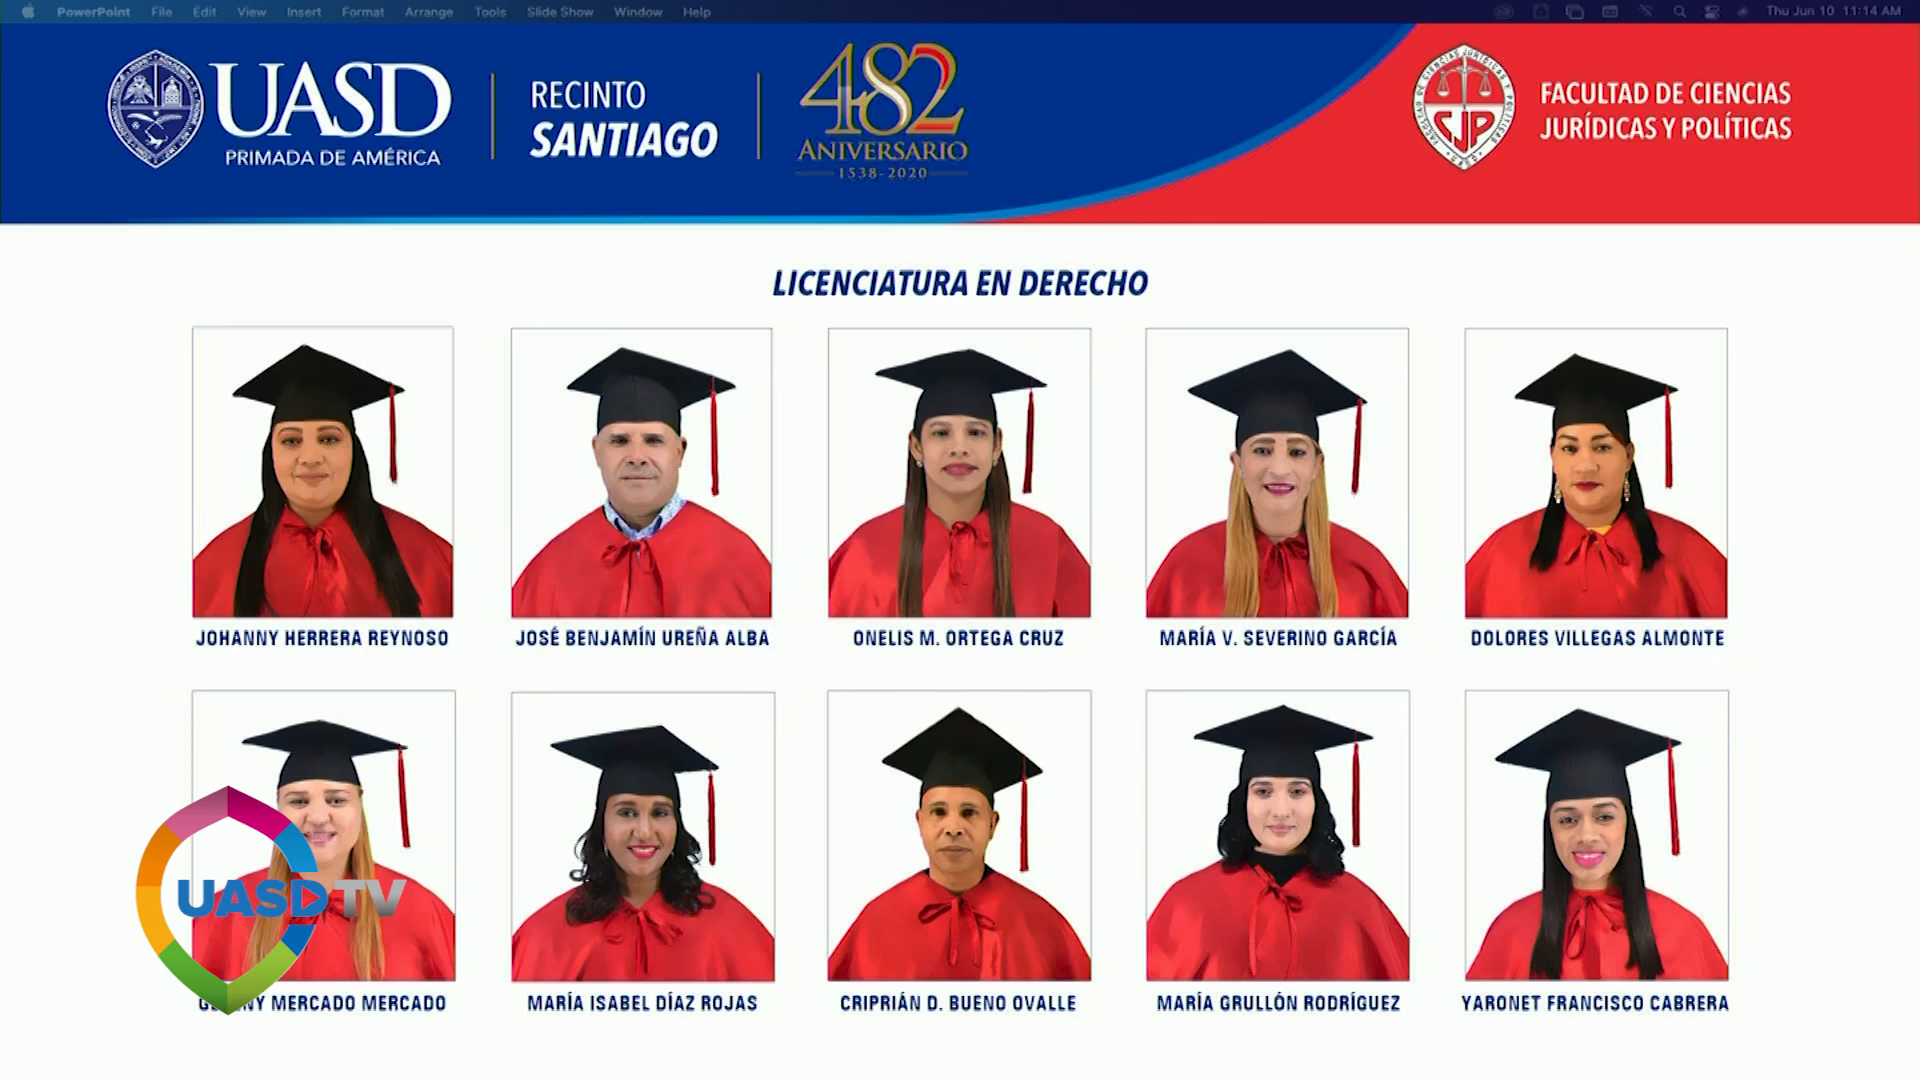 PowerPoint File Edit View Insert Format Arrange Tools Slide Show Window Help Thu Jun 10 11:14 AM
UASD
PRIMADA DE AMÉRICA
RECINTO
SANTIAGO
482
ANIVERSARIO
1538-2020
FACULTAD DE CIENCIAS
JURÍDICAS Y POLÍTICAS
LICENCIATURA EN DERECHO
JOHANNY HERRERA REYNOSO
JOSÉ BENJAMÍN UREÑA ALBA
ONELIS M. ORTEGA CRUZ
MARÍA V. SEVERINO GARCÍA
DOLORES VILLEGAS ALMONTE
UASDTV
MERCADO MERCADO
MARÍA ISABEL DÍAZ ROJAS
CRIPRIÁN D. BUENO OVALLE
MARÍA GRULLÓN RODRÍGUEZ
YARONET FRANCISCO CABRERA